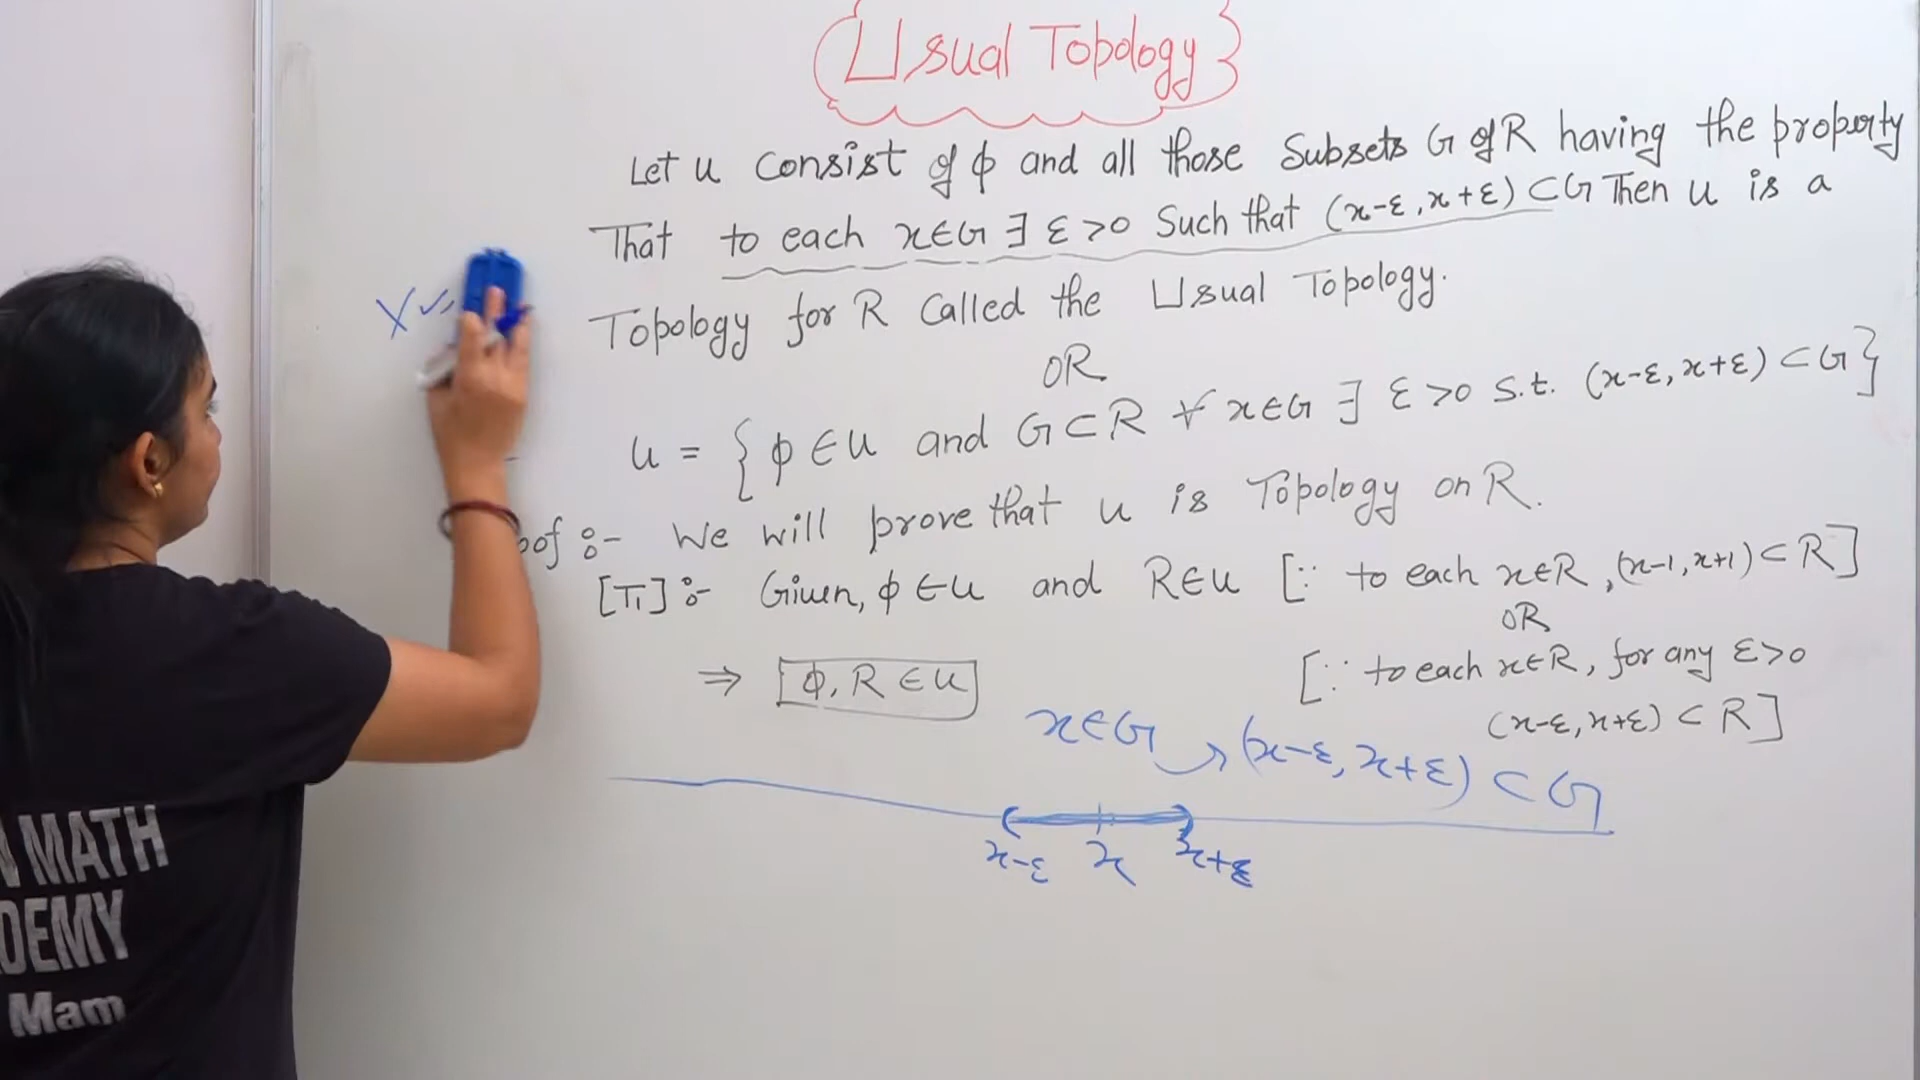 Usual Topology
Let U consist of ϕ and all those subsets G of R having the property
That to each x∈G ∃ ε>0 Such that (x-ε, x+ε) ⊂ G Then U is a
Topology for R Called the Usual Topology.
OR
U = { ϕ∈U and G⊂R ∀ x∈G ∃ ε>0 s.t. (x-ε, x+ε) ⊂ G}
oof :- We will prove that U is Topology on R.
[T1] :- Given, ϕ∈U and R∈U [∵ to each x∈R, (x-1, x+1) ⊂ R]
OR
[∵ to each x∈R, for any ε>0
(x-ε, x+ε) ⊂ R]
⇒ ϕ, R ∈ U
x∈G → (x-ε, x+ε) ⊂ G
x-ε x x+ε
N MATH
DEMY
Mam